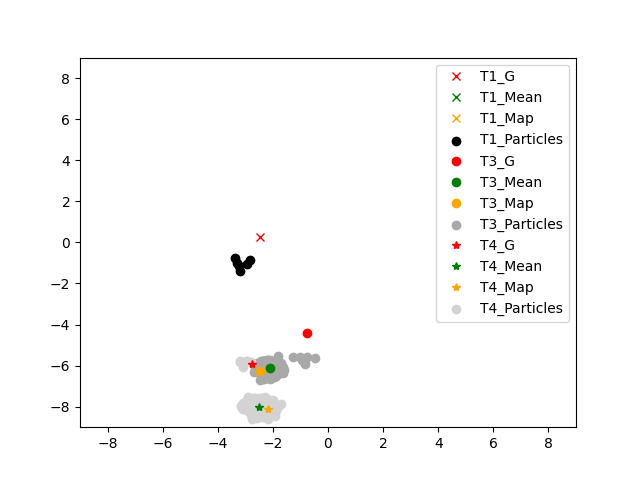 8
6
4
2
0
−2
−4
−6
−8
−8 −6 −4 −2 0 2 4 6 8
T1_G
T1_Mean
T1_Map
T1_Particles
T3_G
T3_Mean
T3_Map
T3_Particles
T4_G
T4_Mean
T4_Map
T4_Particles